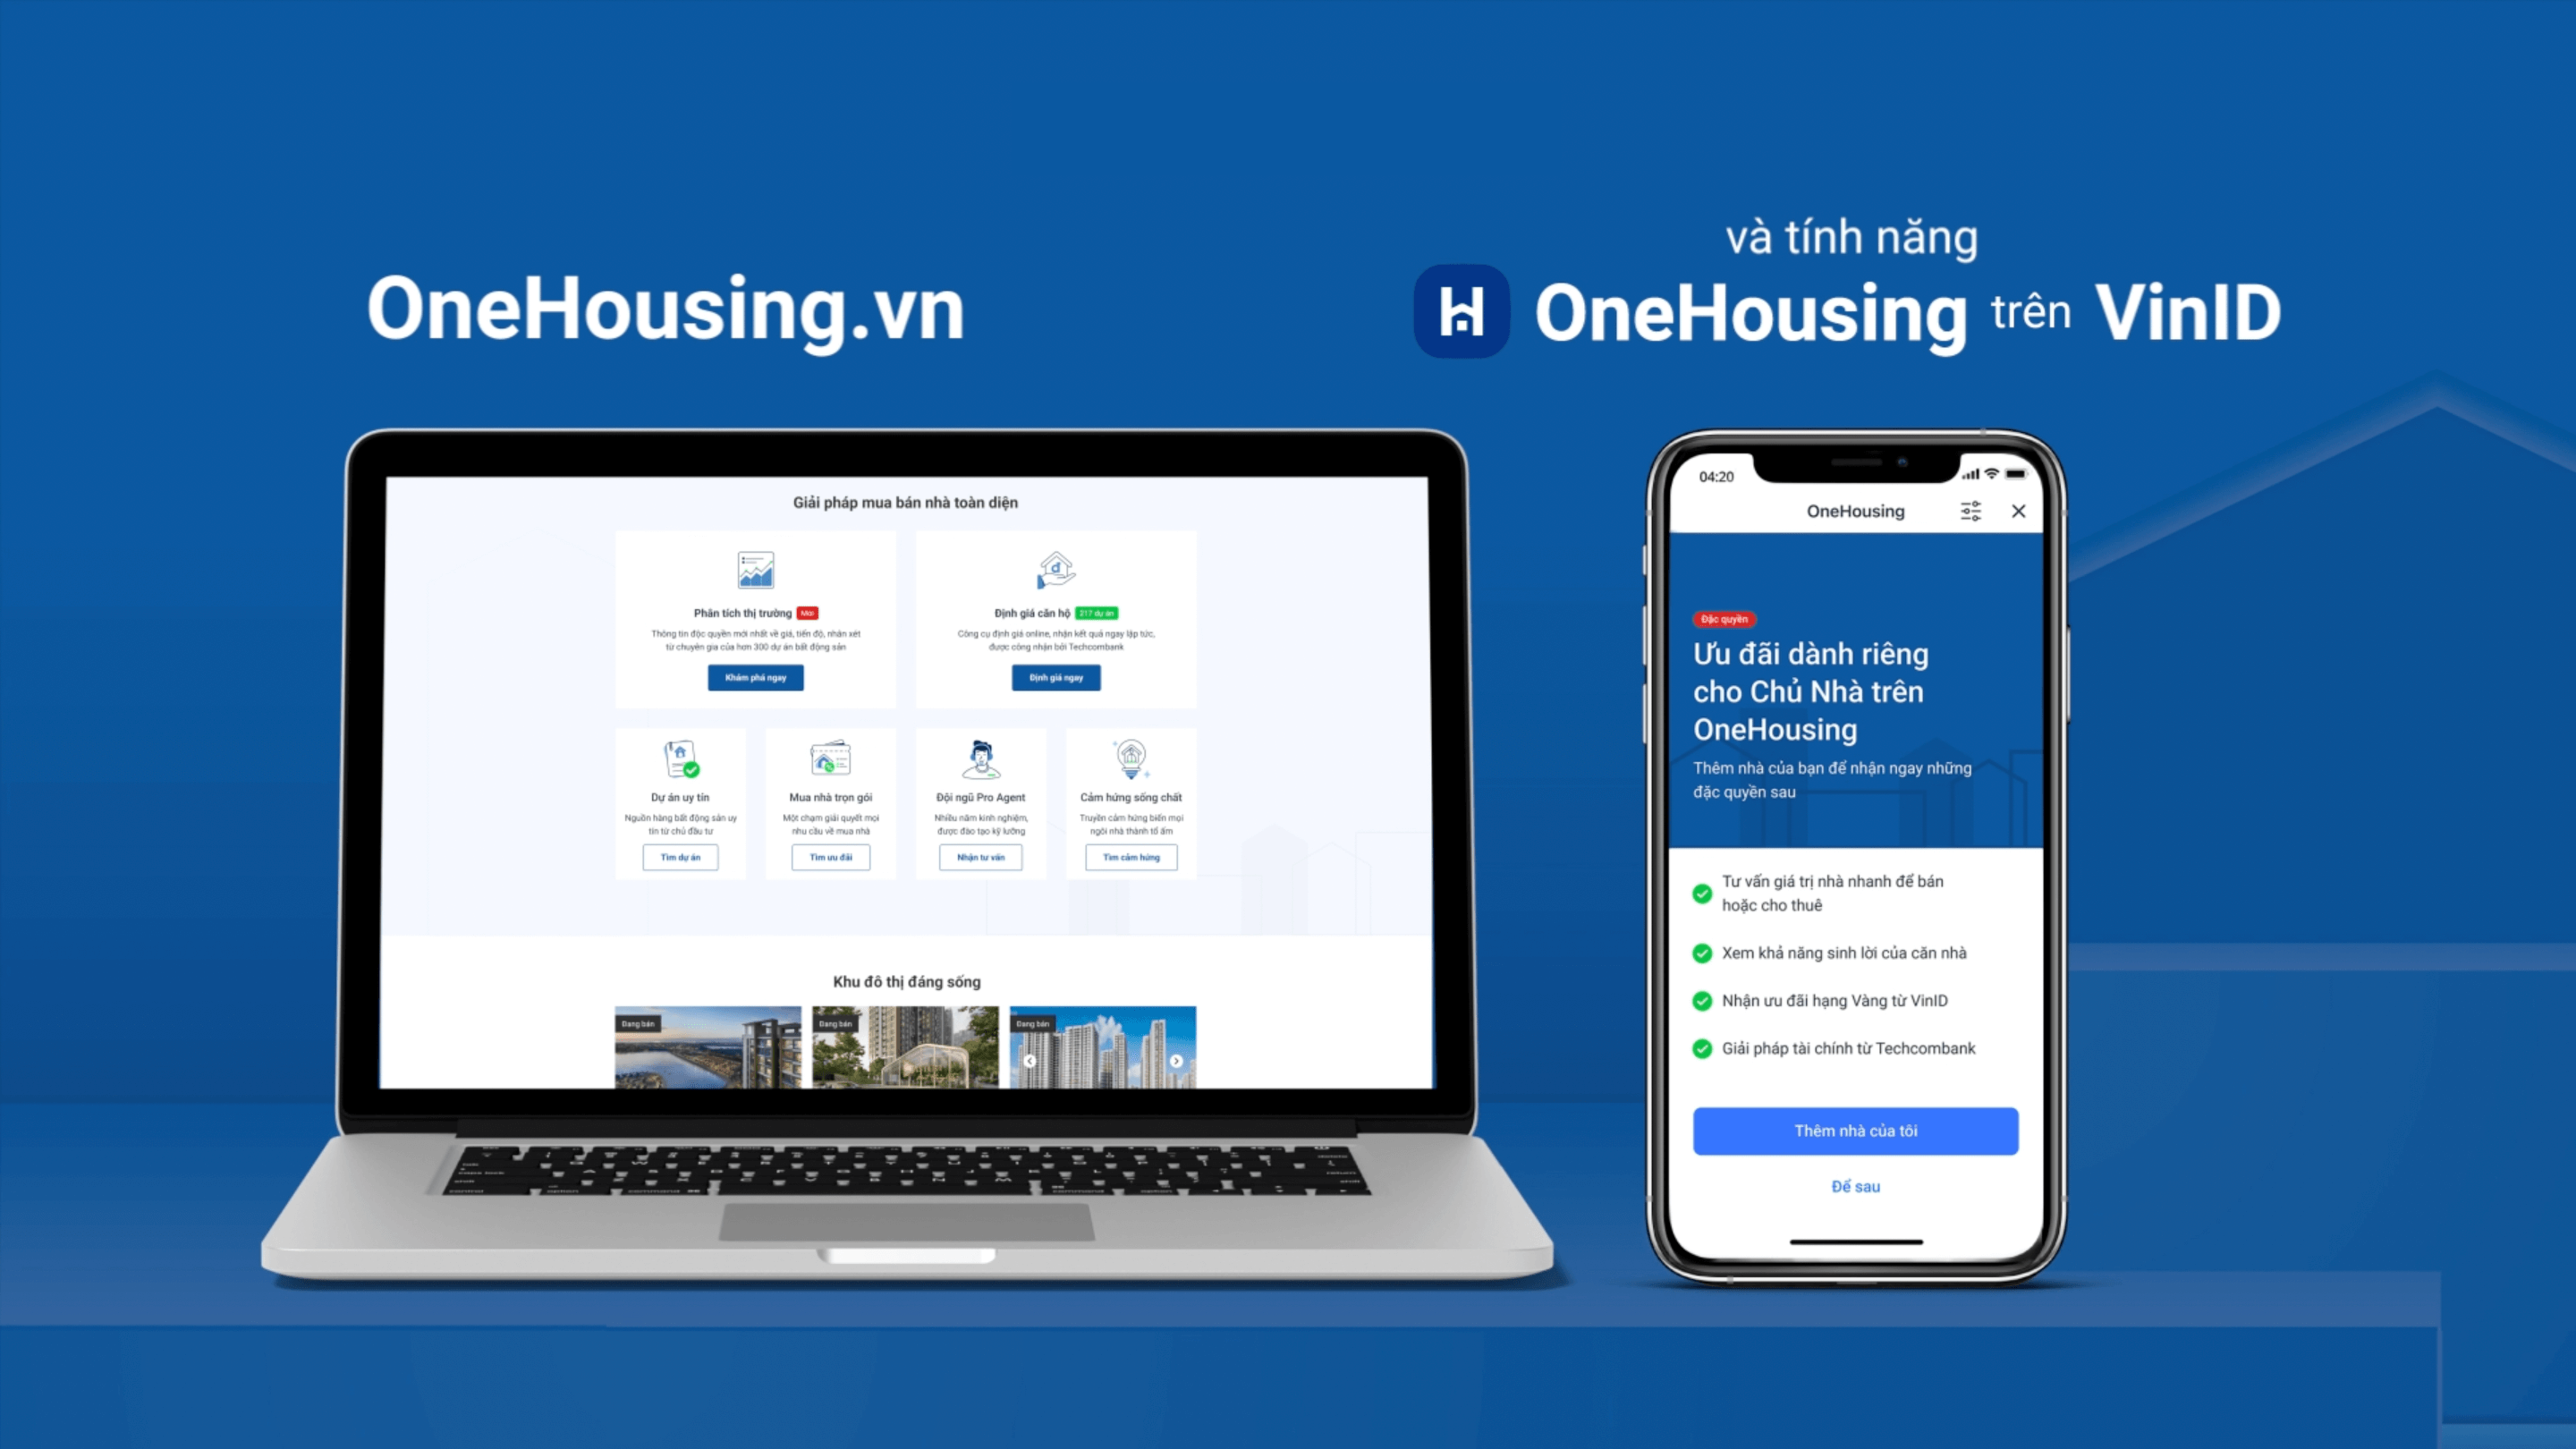 và tính năng
OneHousing.vn
OneHousing trên VinID
Giải pháp mua bán nhà toàn diện
Phân tích thị trường Mới
Thông tin độc quyền mới nhất về giá, tiến độ, nhận xét
từ chuyên gia của hơn 300 dự án bất động sản
Khám phá ngay
Định giá căn hộ 217 dự án
Công cụ định giá online, nhận kết quả ngay lập tức,
được công nhận bởi Techcombank
Định giá ngay
Dự án uy tín
Nguồn hàng bất động sản uy
tín từ chủ đầu tư
Tìm dự án
Mua nhà trọn gói
Một chạm giải quyết mọi
nhu cầu về mua nhà
Tìm ưu đãi
Đội ngũ Pro Agent
Nhiều năm kinh nghiệm,
được đào tạo kỹ lưỡng
Nhận tư vấn
Cảm hứng sống chất
Truyền cảm hứng biến mọi
ngôi nhà thành tổ ấm
Tìm cảm hứng
Khu đô thị đáng sống
Đang bán
Đang bán
Đang bán
04:20
OneHousing
Đặc quyền
Ưu đãi dành riêng
cho Chủ Nhà trên
OneHousing
Thêm nhà của bạn để nhận ngay những
đặc quyền sau
Tư vấn giá trị nhà nhanh để bán
hoặc cho thuê
Xem khả năng sinh lời của căn nhà
Nhận ưu đãi hạng Vàng từ VinID
Giải pháp tài chính từ Techcombank
Thêm nhà của tôi
Để sau